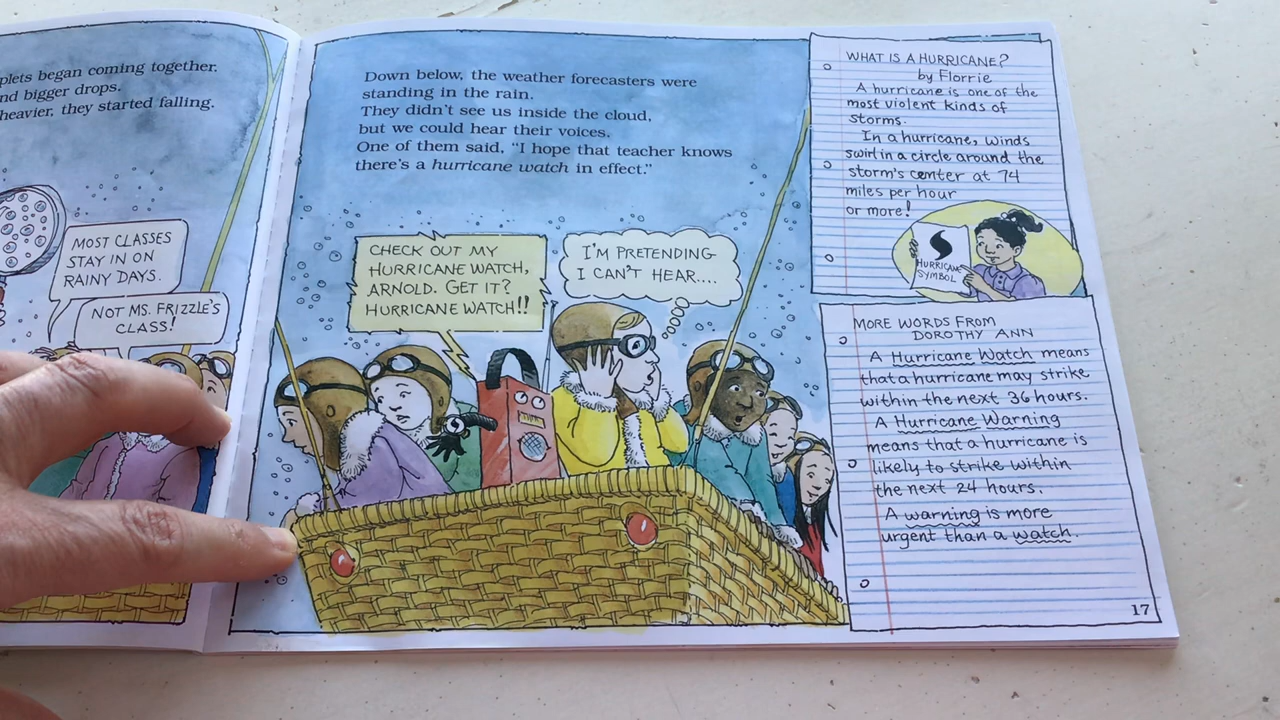 plets began coming together.
nd bigger drops.
heavier, they started falling.
MOST CLASSES
STAY IN ON
RAINY DAYS.
NOT MS. FRIZZLE'S
CLASS!
Down below, the weather forecasters were
standing in the rain.
They didn't see us inside the cloud,
but we could hear their voices.
One of them said, "I hope that teacher knows
there's a hurricane watch in effect."
CHECK OUT MY
HURRICANE WATCH,
ARNOLD. GET IT?
HURRICANE WATCH!!
I'M PRETENDING
I CAN'T HEAR....
WHAT IS A HURRICANE?
by Florrie
A hurricane is one of the
most violent kinds of
storms.
In a hurricane, winds
swirl in a circle around the
storm's center at 74
miles per hour
or more!
HURRICANE
SYMBOL
MORE WORDS FROM
DOROTHY ANN
A Hurricane Watch means
that a hurricane may strike
within the next 36 hours.
A Hurricane Warning
means that a hurricane is
likely to strike within
the next 24 hours.
A warning is more
urgent than a watch.
17